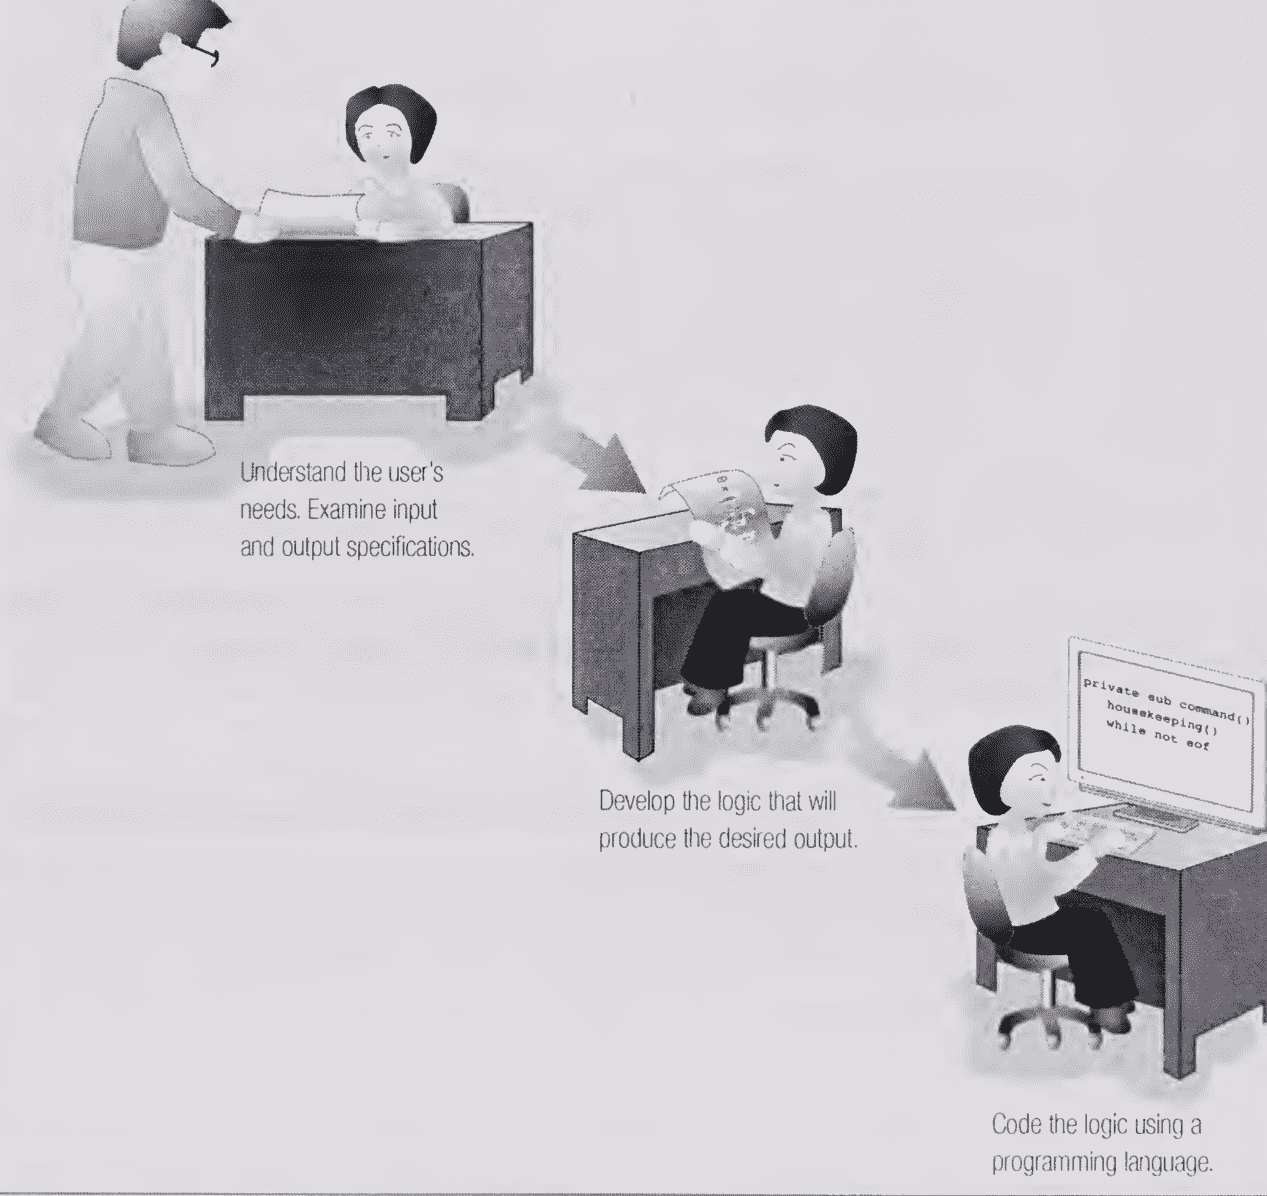 Understand the user's
needs. Examine input
and output specifications.
Develop the logic that will
produce the desired output.
private sub command()
housekeeping()
while not eof
Code the logic using a
programming language.